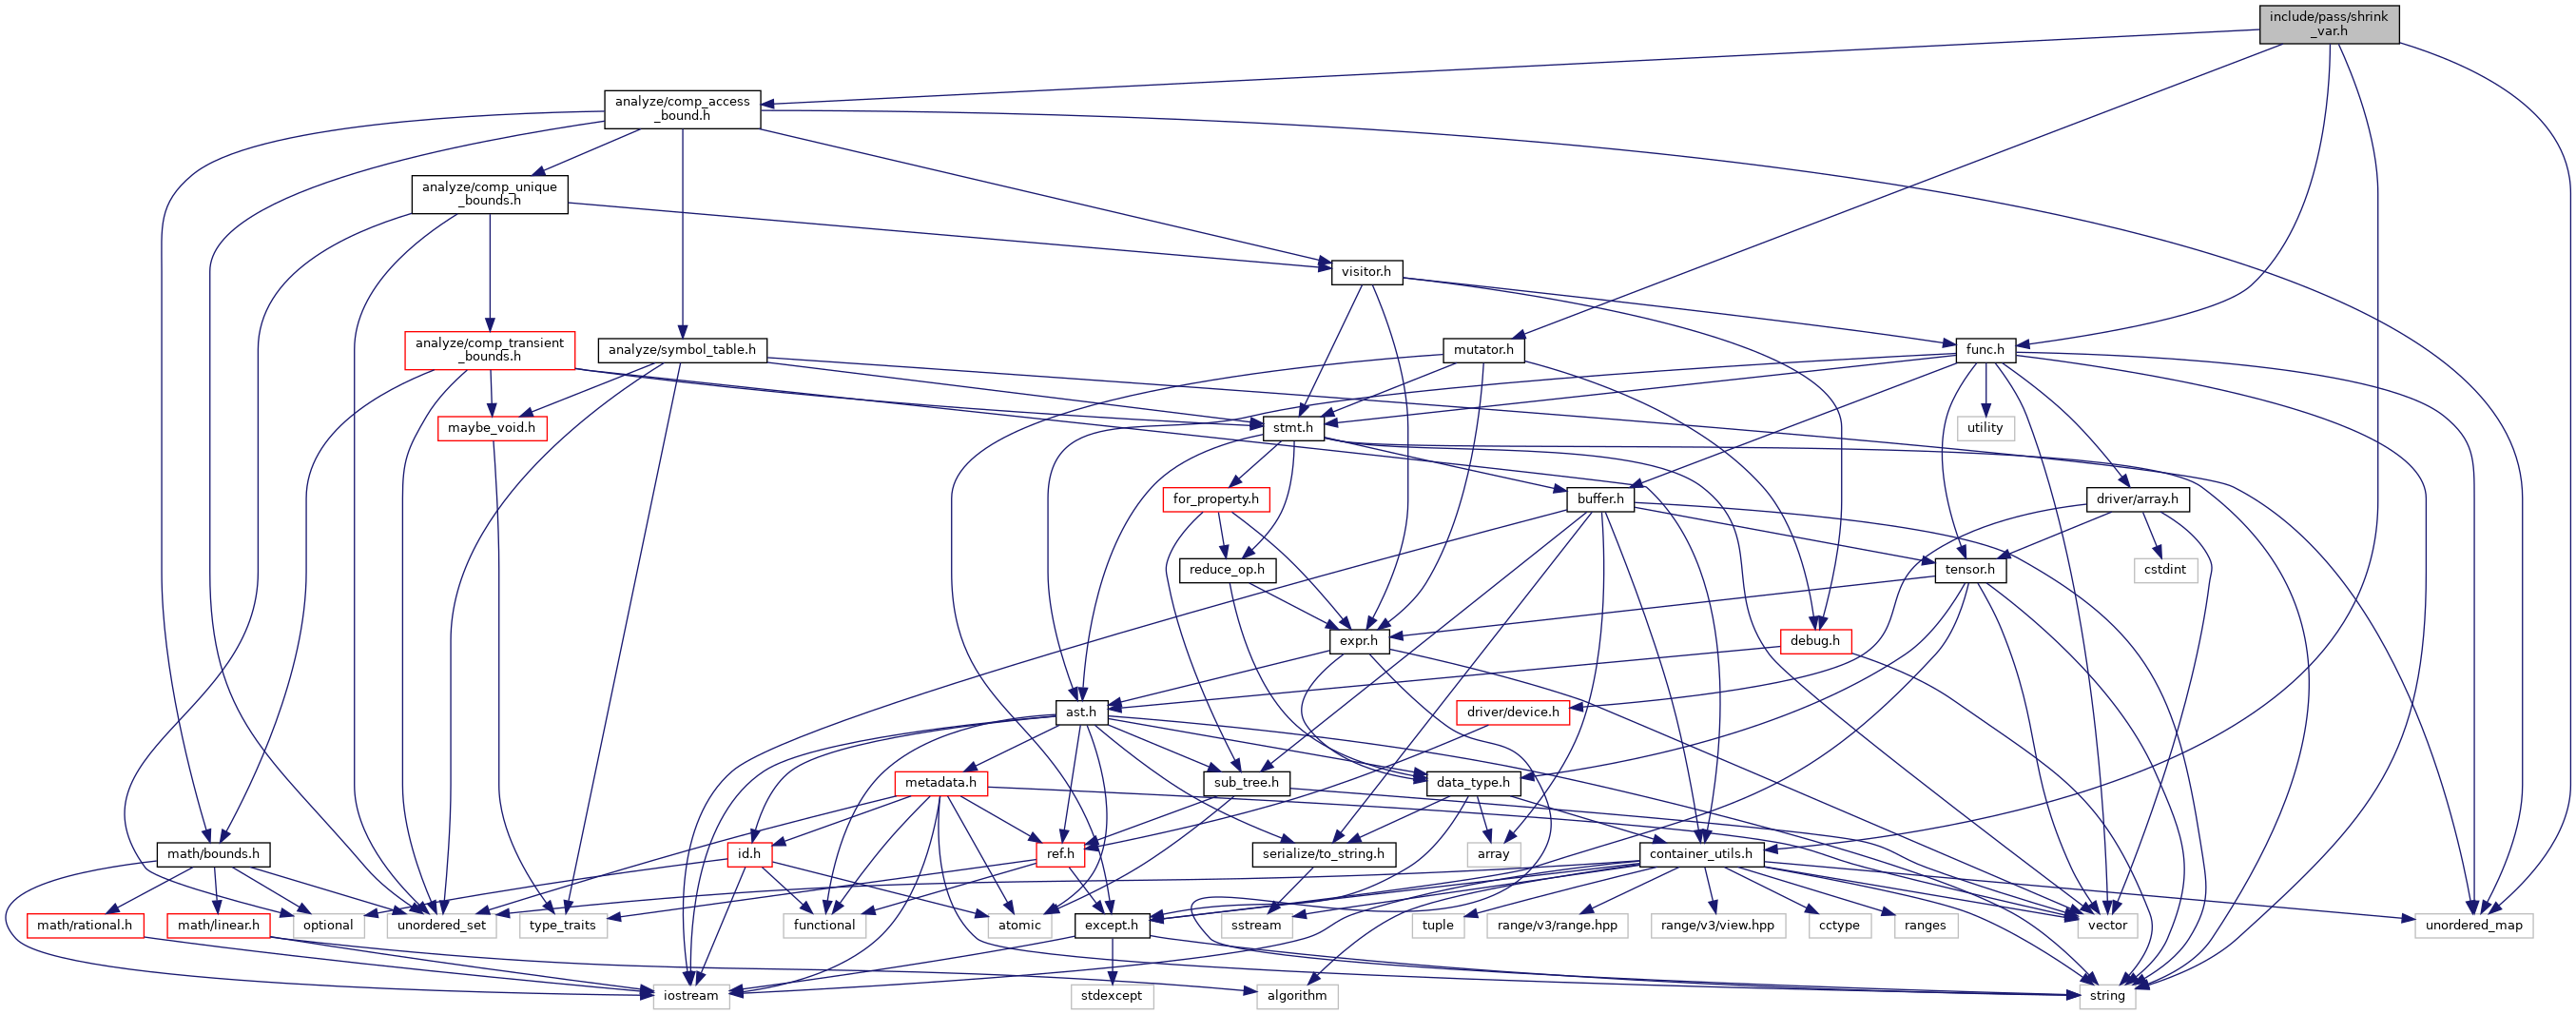 include/pass/shrink
_var.h
analyze/comp_access
_bound.h
analyze/comp_unique
_bounds.h
visitor.h
analyze/comp_transient
_bounds.h
analyze/symbol_table.h
mutator.h
func.h
maybe_void.h
stmt.h
utility
for_property.h
buffer.h
driver/array.h
reduce_op.h
tensor.h
cstdint
expr.h
debug.h
ast.h
driver/device.h
metadata.h
sub_tree.h
data_type.h
math/bounds.h
id.h
ref.h
serialize/to_string.h
array
container_utils.h
math/rational.h
math/linear.h
optional
unordered_set
type_traits
functional
atomic
except.h
sstream
tuple
range/v3/range.hpp
range/v3/view.hpp
cctype
ranges
vector
unordered_map
iostream
stdexcept
algorithm
string